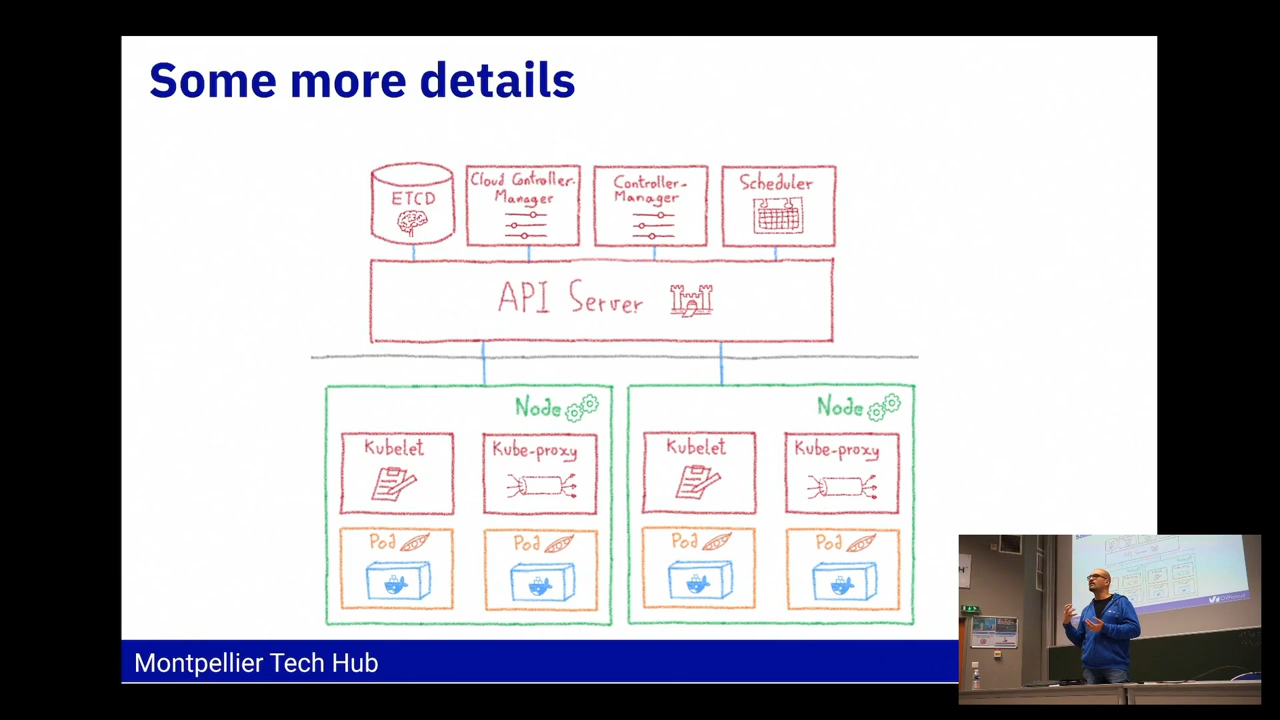 Some more details
ETCD
Cloud Controller-
Manager
Controller-
Manager
Scheduler
API Server
Node
Node
Kubelet
Kube-proxy
Kubelet
Kube-proxy
Pod
Pod
Pod
Pod
Montpellier Tech Hub